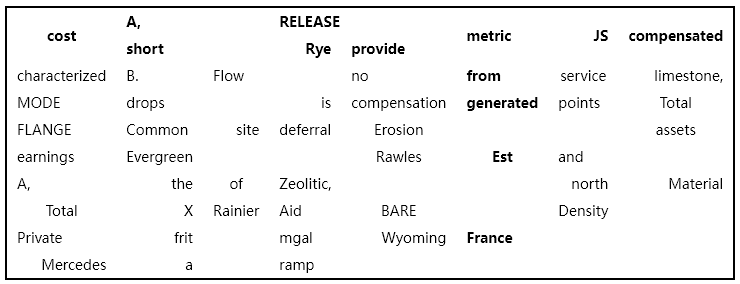 cost A, short RELEASE Rye provide metric JS compensated
characterized B. Flow no from service limestone,
MODE drops is compensation generated points Total
FLANGE Common site deferral Erosion assets
earnings Evergreen Rawles Est and
A, the of Zeolitic, north Material
Total X Rainier Aid BARE Density
Private frit mgal Wyoming France
Mercedes a ramp